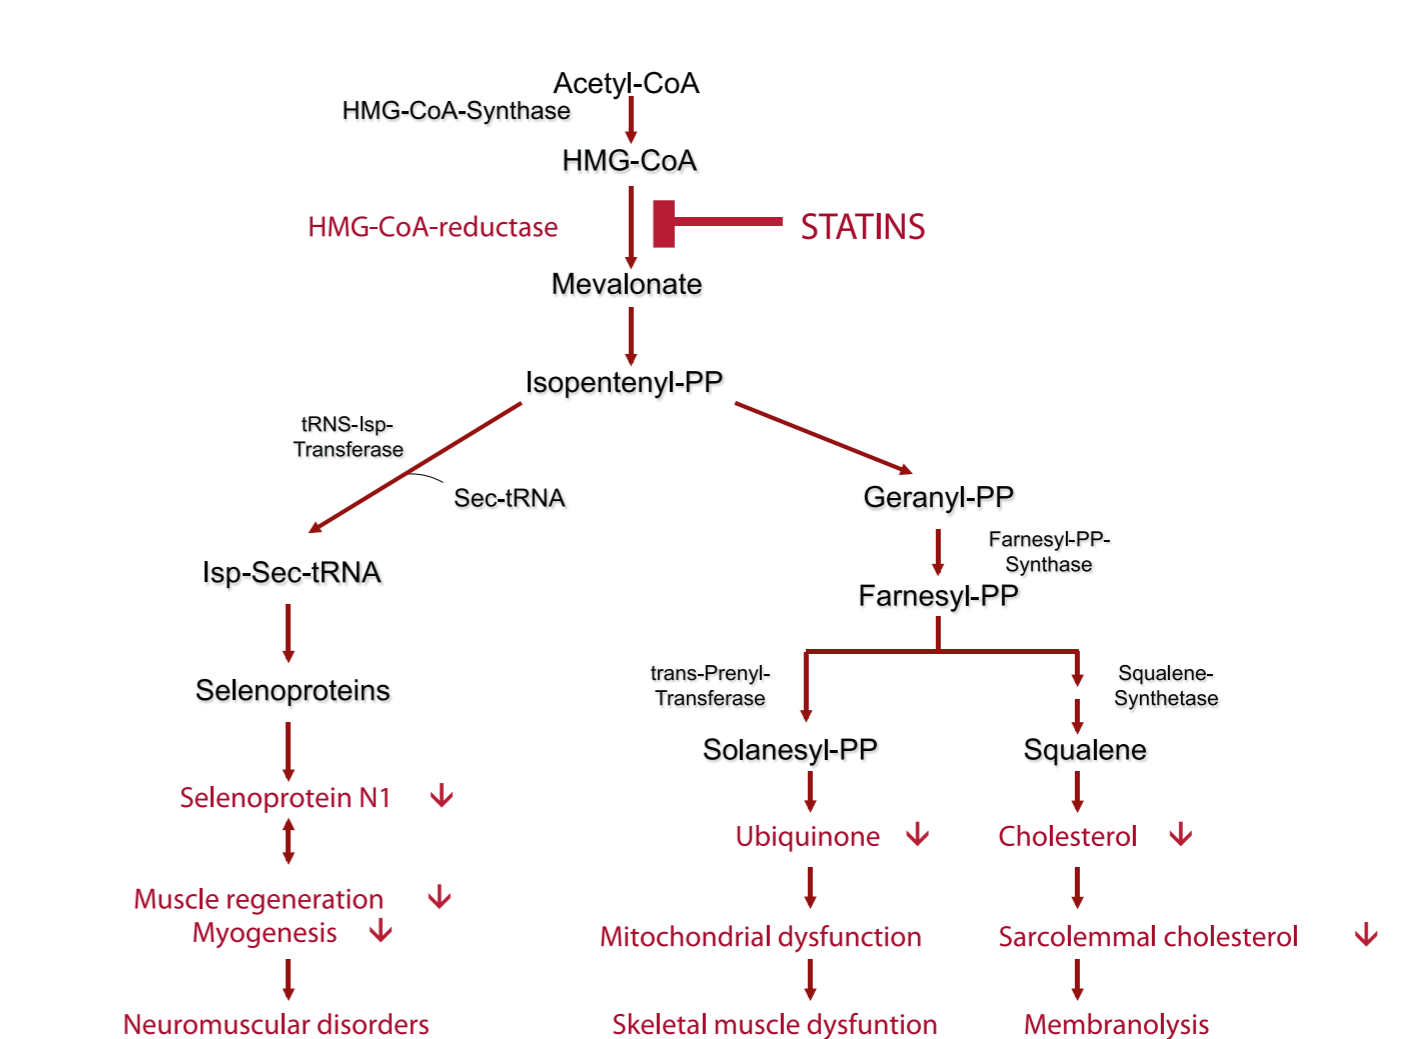 Acetyl-CoA
HMG-CoA-Synthase
HMG-CoA
HMG-CoA-reductase
STATINS
Mevalonate
Isopentenyl-PP
tRNS-Isp-
Transferase
Sec-tRNA
Geranyl-PP
Farnesyl-PP-
Synthase
Isp-Sec-tRNA
Farnesyl-PP
trans-Prenyl-
Transferase
Squalene-
Synthetase
Selenoproteins
Solanesyl-PP
Squalene
Selenoprotein N1 ↓
Ubiquinone ↓
Cholesterol ↓
Muscle regeneration ↓
Myogenesis ↓
Mitochondrial dysfunction
Sarcolemmal cholesterol ↓
Neuromuscular disorders
Skeletal muscle dysfuntion
Membranolysis